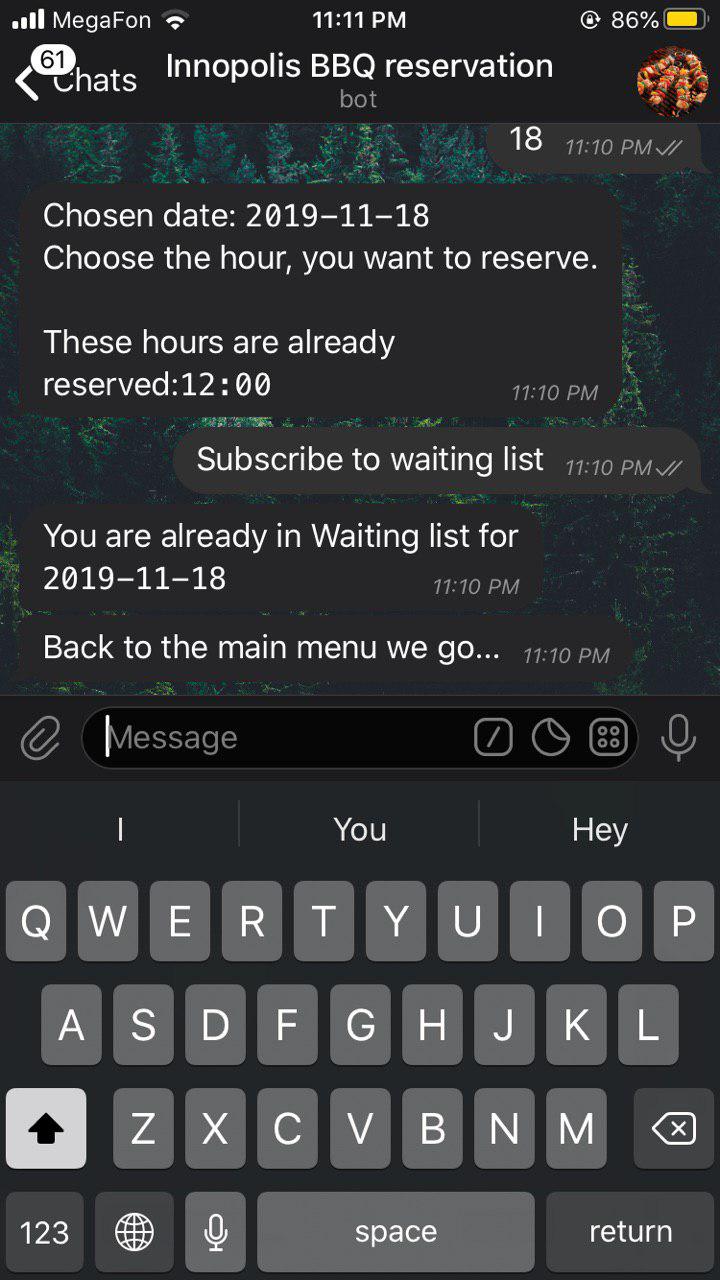 MegaFon 11:11 PM 86%
61
Chats
Innopolis BBQ reservation
bot
18 11:10 PM
Chosen date: 2019-11-18
Choose the hour, you want to reserve.
These hours are already
reserved:12:00 11:10 PM
Subscribe to waiting list 11:10 PM
You are already in Waiting list for
2019-11-18 11:10 PM
Back to the main menu we go... 11:10 PM
Message
I You Hey
Q W E R T Y U I O P
A S D F G H J K L
Z X C V B N M
123 space return